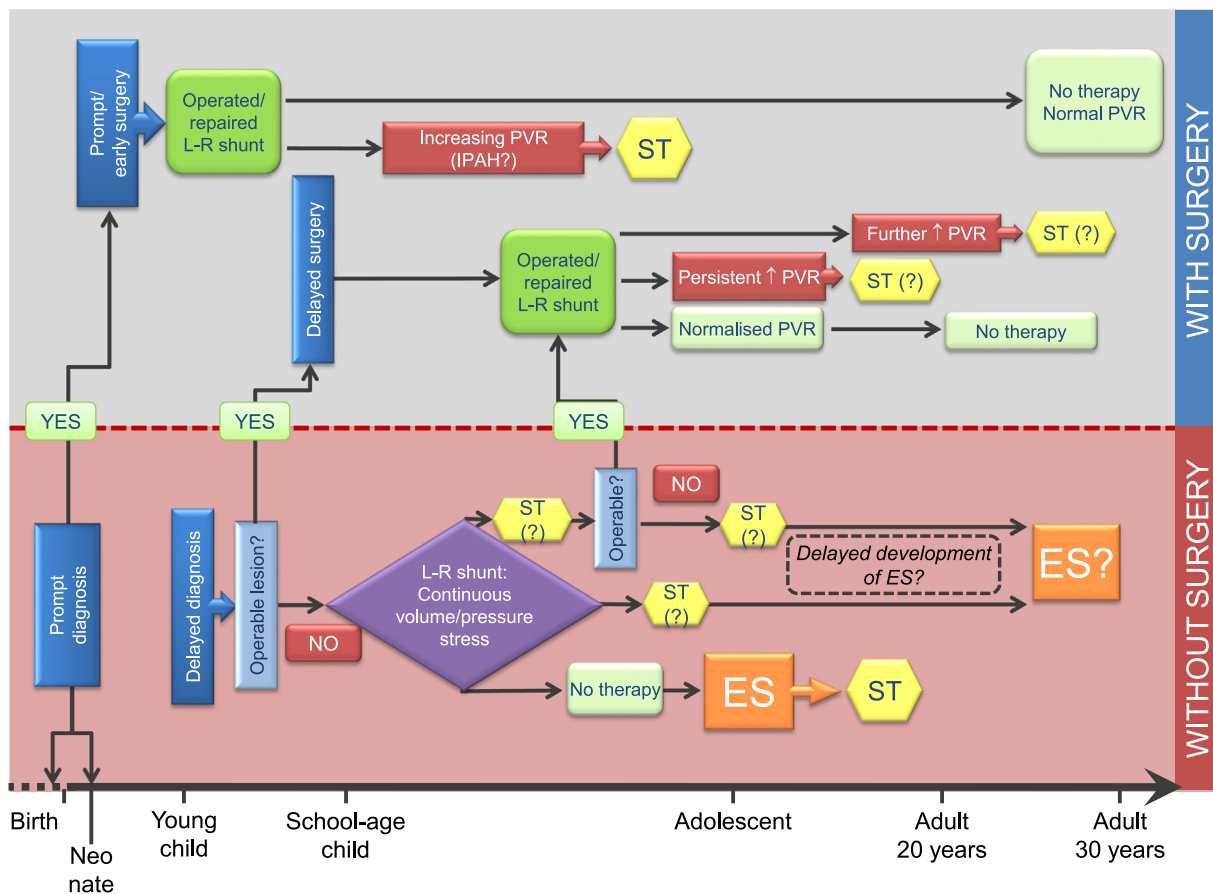 Prompt/
early surgery
Operated/
repaired
L-R shunt
No therapy
Normal PVR
Increasing PVR
(IPAH?)
ST
WITH SURGERY
Delayed surgery
Operated/
repaired
L-R shunt
Further ↑ PVR
ST (?)
Persistent ↑ PVR
ST (?)
Normalised PVR
No therapy
YES
YES
YES
WITHOUT SURGERY
Prompt
diagnosis
Delayed diagnosis
Operable lesion?
NO
L-R shunt:
Continuous
volume/pressure
stress
ST
(?)
Operable?
NO
ST
(?)
Delayed development
of ES?
ES?
ST
(?)
No therapy
ES
ST
Birth
Neo
nate
Young
child
School-age
child
Adolescent
Adult
20 years
Adult
30 years